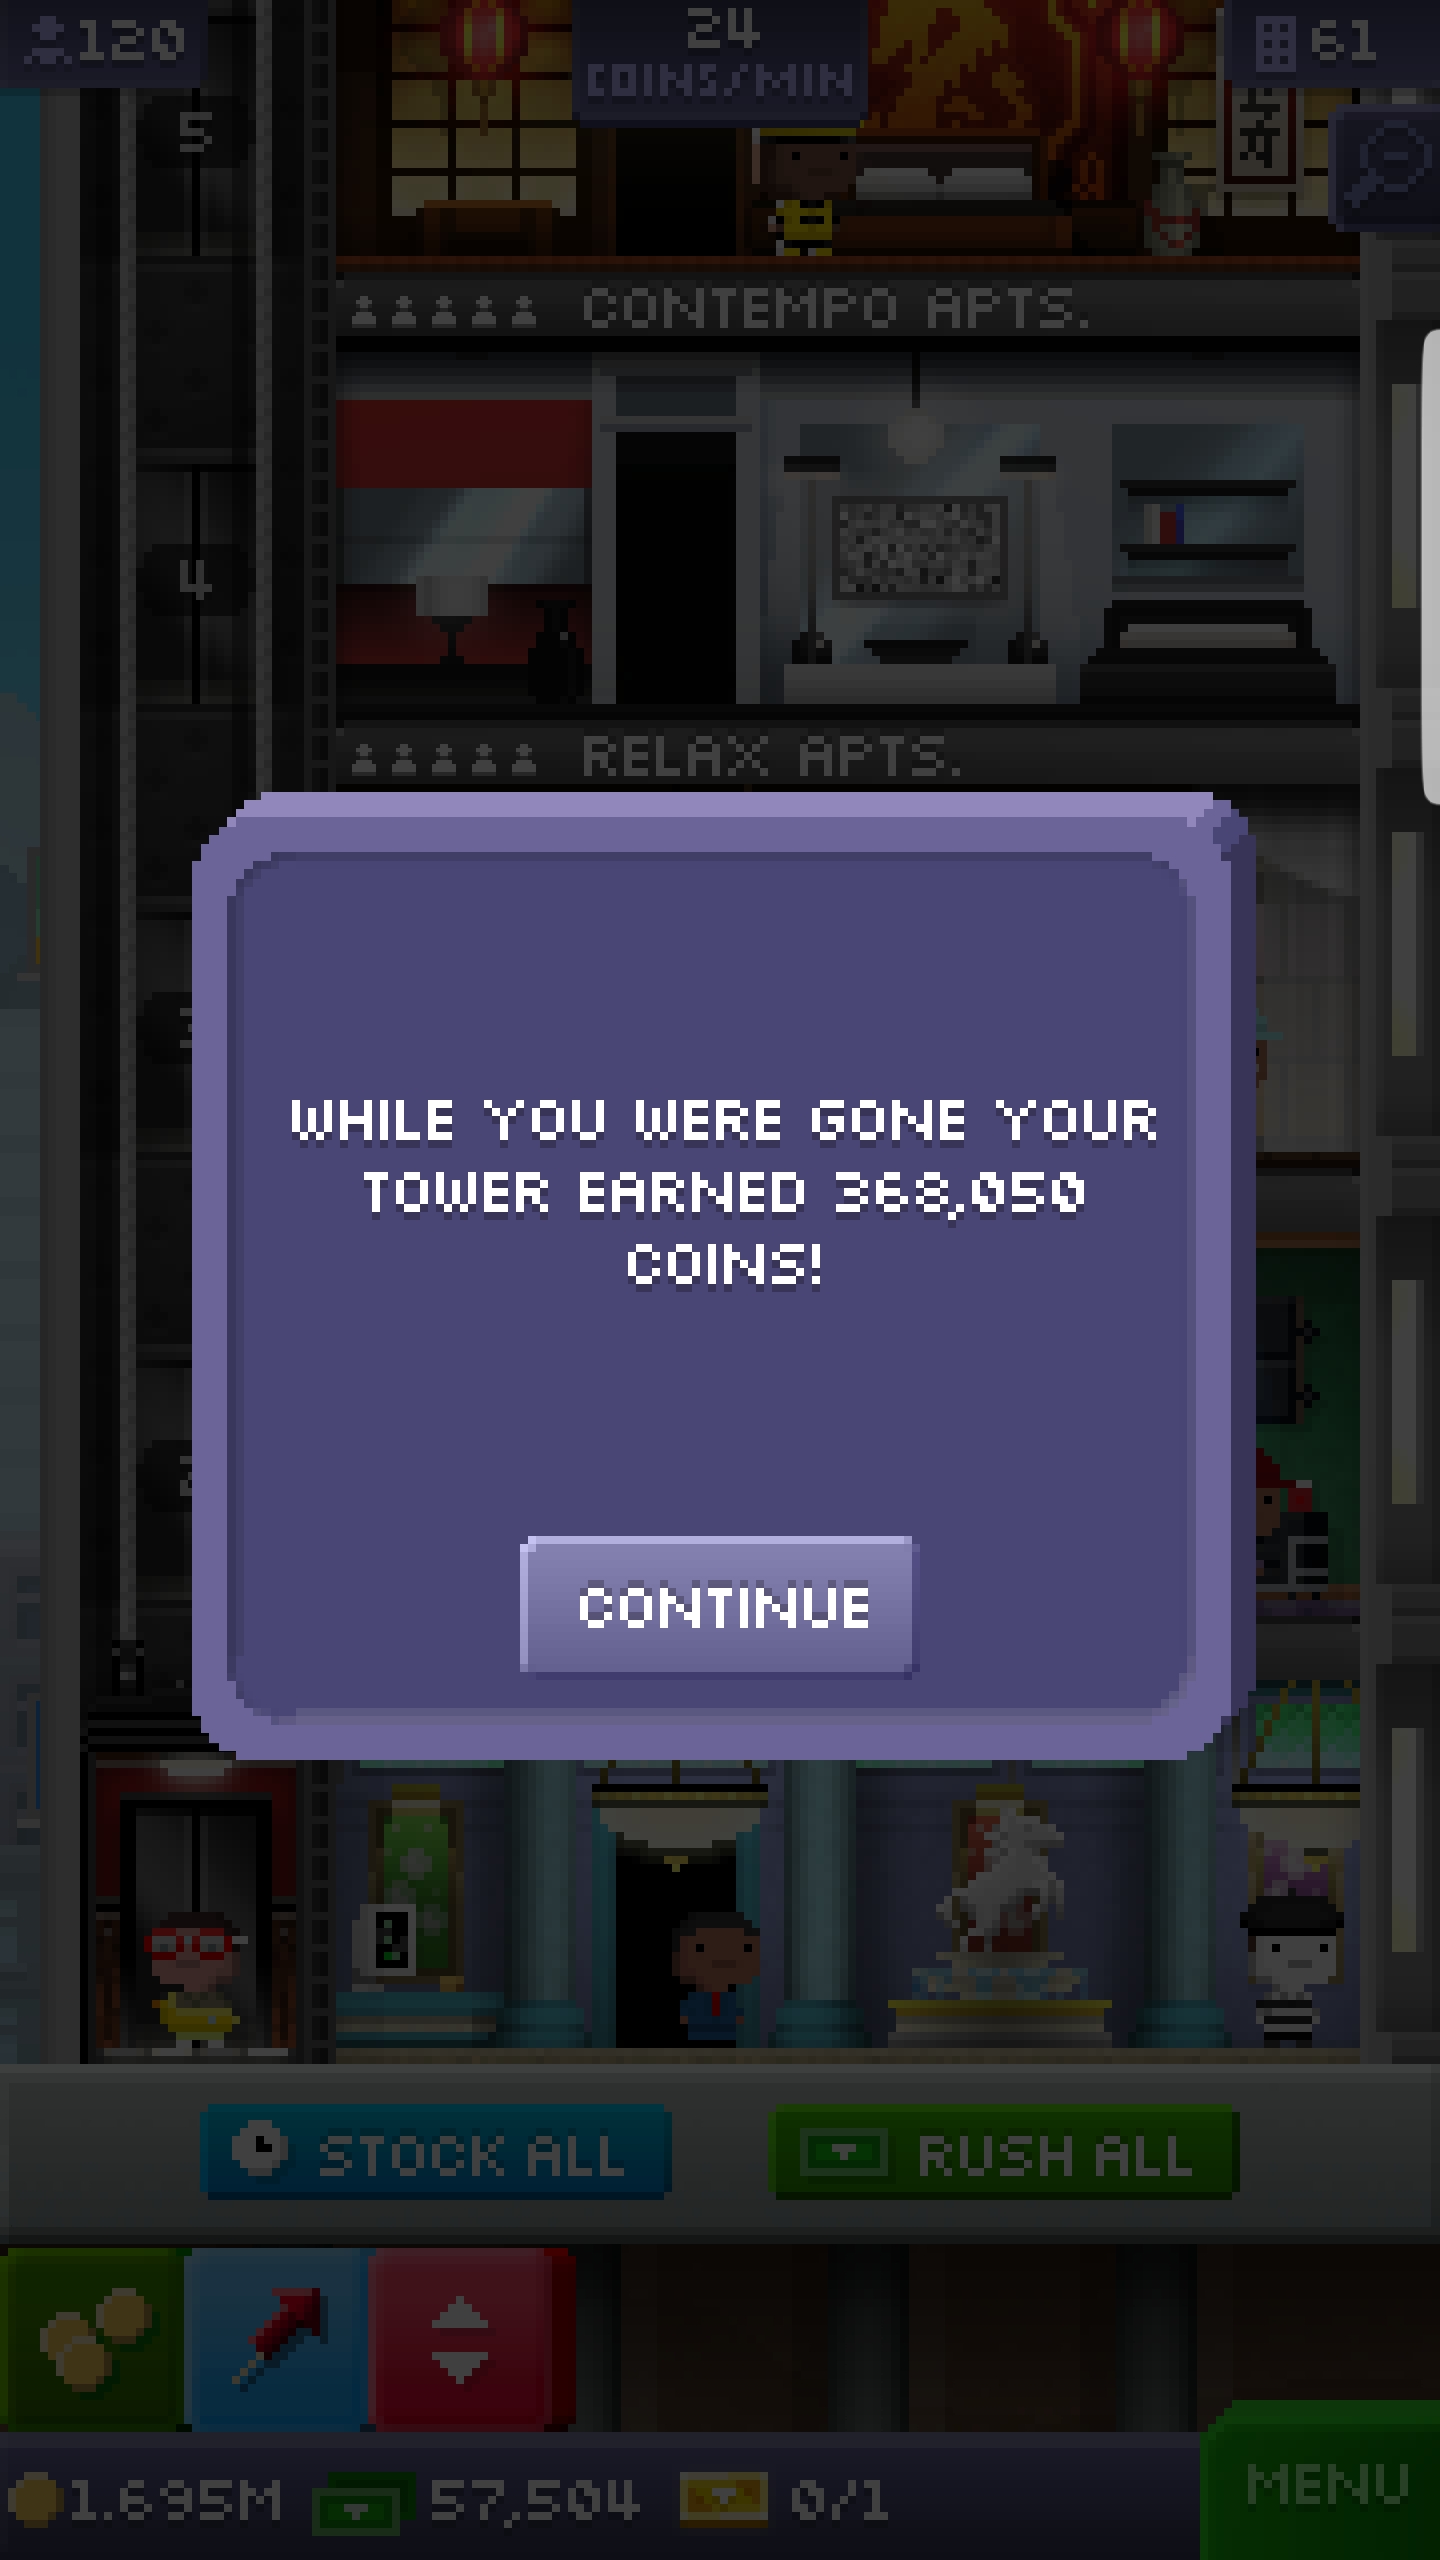 120
24
COINS/MIN
61
5
CONTEMPO APTS.
4
RELAX APTS.
WHILE YOU WERE GONE YOUR
TOWER EARNED 368,050
COINS!
CONTINUE
STOCK ALL
RUSH ALL
1.695M
57,504
0/1
MENU